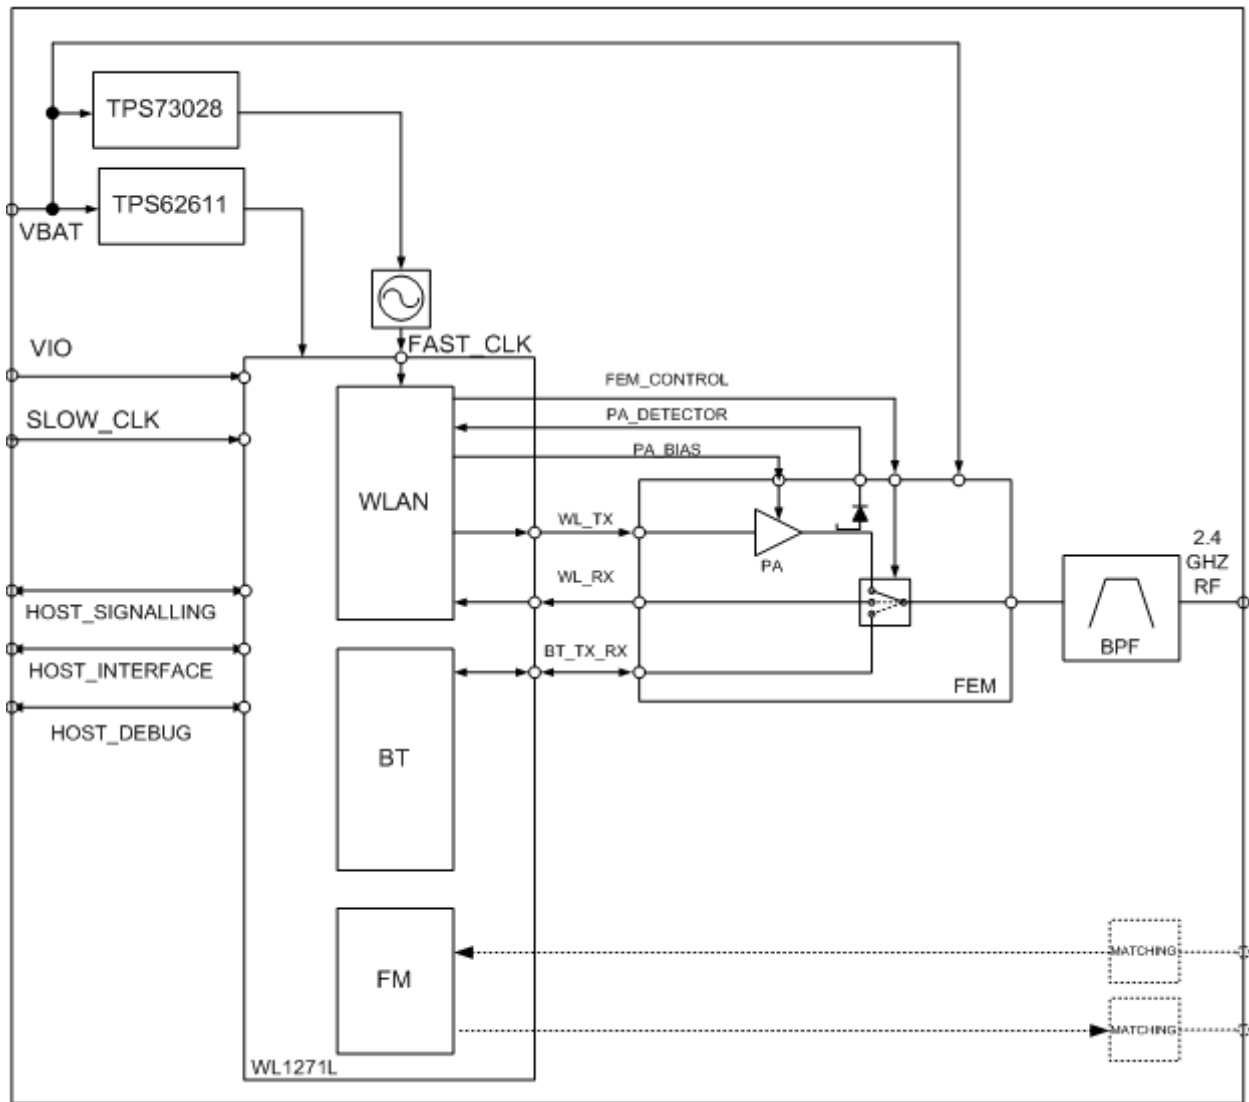 TPS73028
TPS62611
VBAT
FAST_CLK
VIO
SLOW_CLK
FEM_CONTROL
PA_DETECTOR
PA_BIAS
WLAN
WL_TX
PA
WL_RX
BT_TX_RX
FEM
2.4
GHZ
RF
BPF
HOST_SIGNALLING
HOST_INTERFACE
HOST_DEBUG
BT
FM
MATCHING
MATCHING
WL1271L